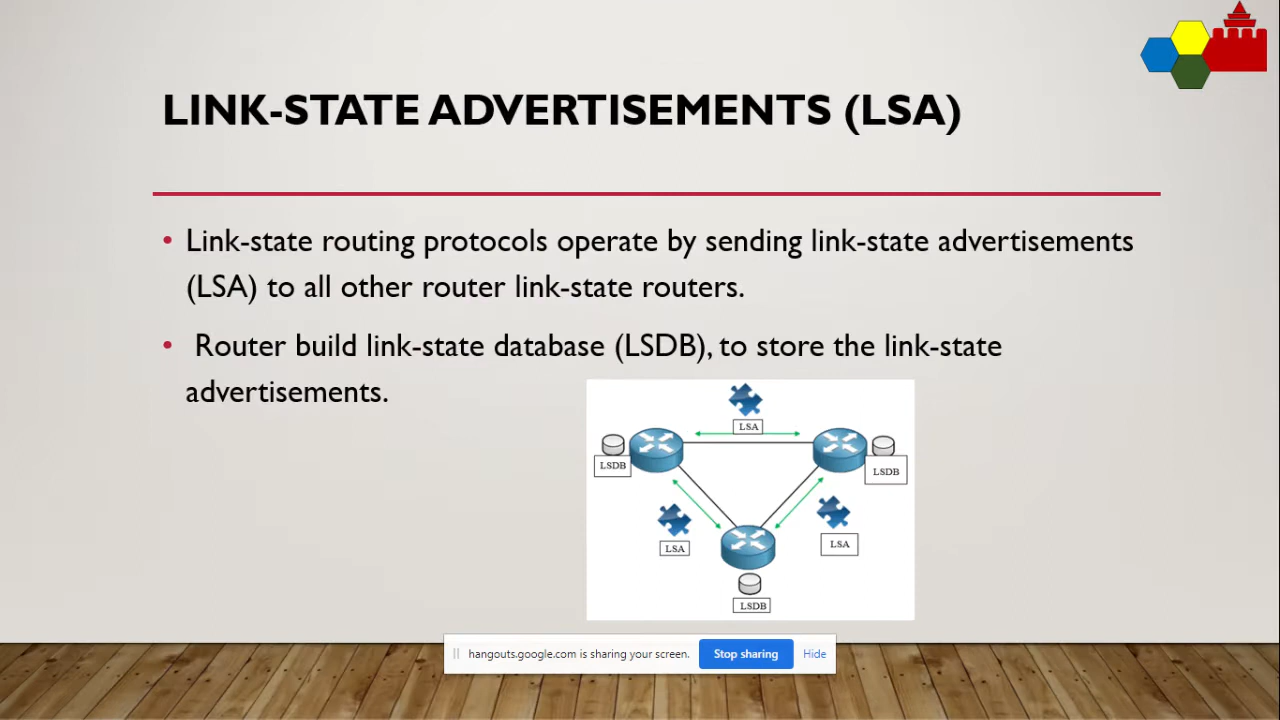 LINK-STATE ADVERTISEMENTS (LSA)
• Link-state routing protocols operate by sending link-state advertisements
(LSA) to all other router link-state routers.
• Router build link-state database (LSDB), to store the link-state
advertisements.
LSA
LSDB
LSDB
LSA
LSA
LSDB
hangouts.google.com is sharing your screen.
Stop sharing
Hide